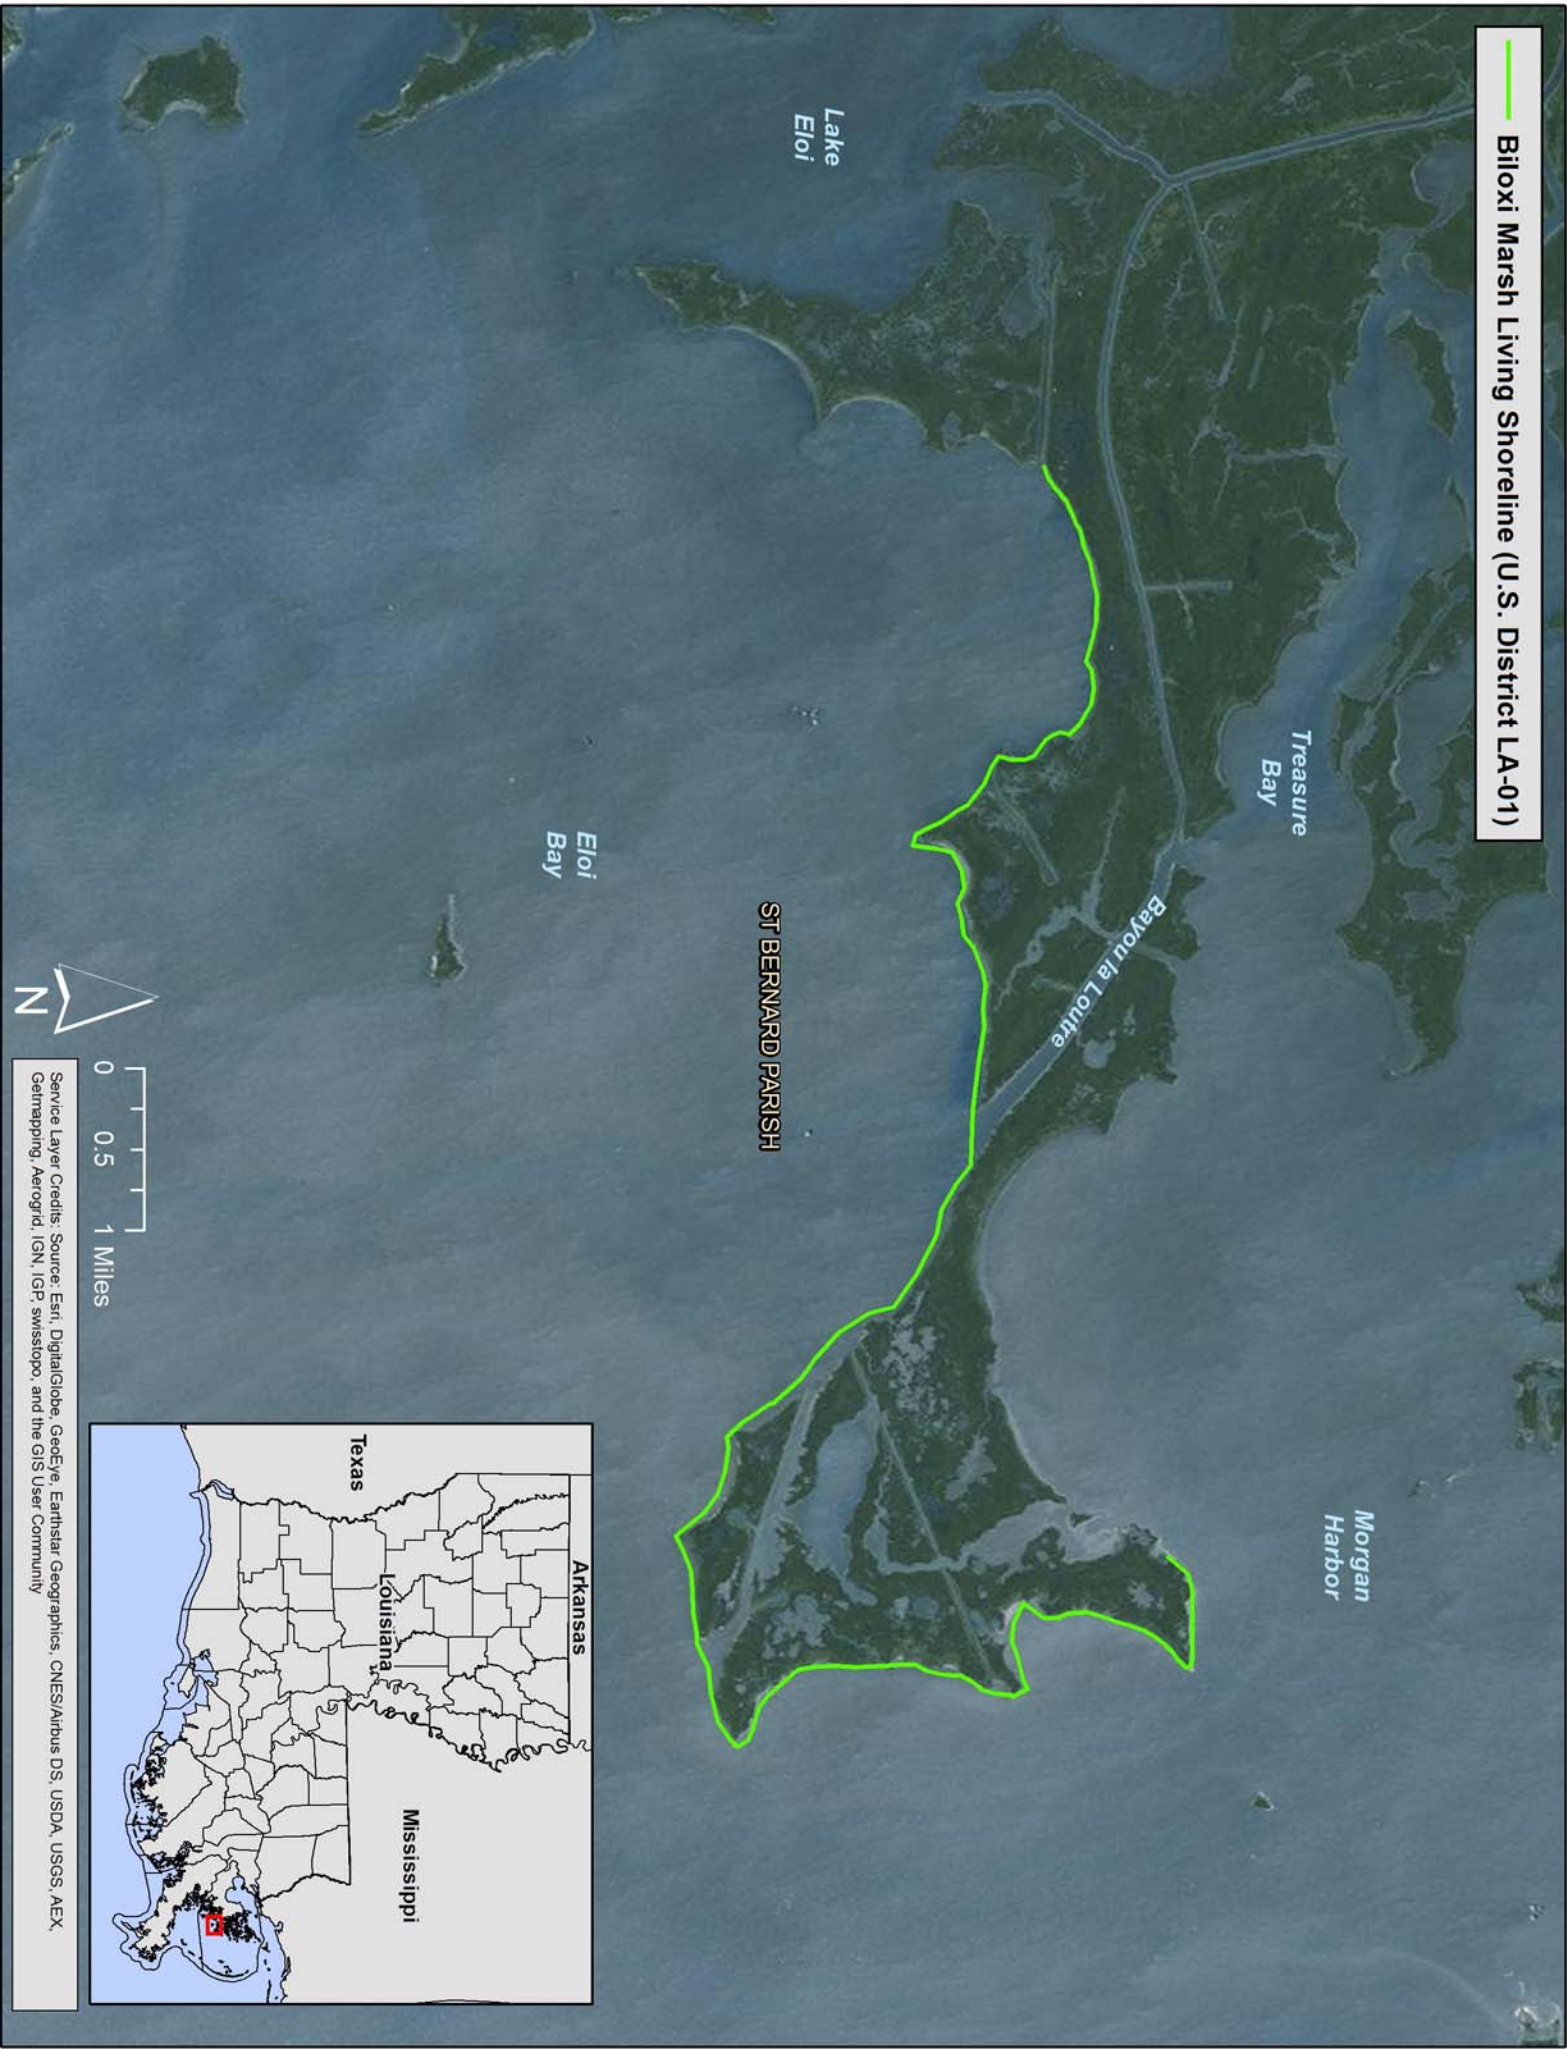 Biloxi Marsh Living Shoreline (U.S. District LA-01)
Lake
Eloi
Treasure
Bay
Bayou la Loutre
Morgan
Harbor
Eloi
Bay
ST BERNARD PARISH
N
0 0.5 1 Miles
Arkansas
Texas
Louisiana
Mississippi
Service Layer Credits: Source: Esri, DigitalGlobe, GeoEye, Earthstar Geographics, CNES/Airbus DS, USDA, USGS, AEX,
Getmapping, Aerogrid, IGN, IGP, swisstopo, and the GIS User Community